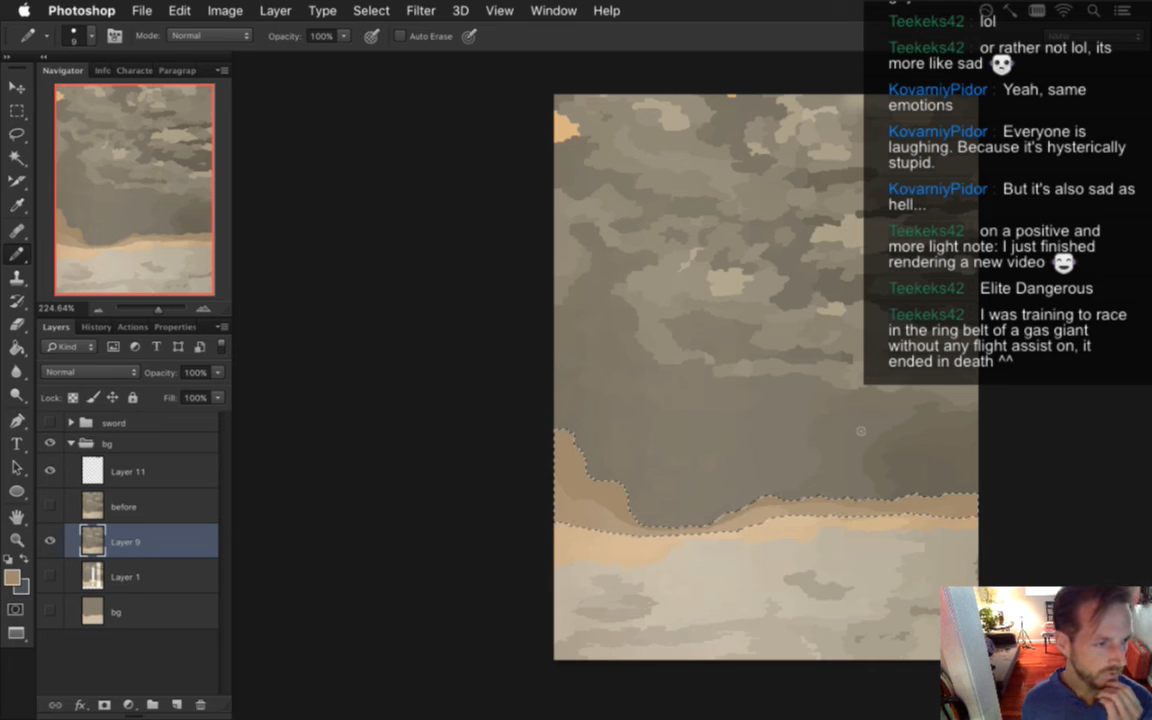 Photoshop File Edit Image Layer Type Select Filter 3D View Window Help
9 Mode: Normal Opacity: 100% Auto Erase
Navigator Info Characte Paragrap
224.64%
Layers History Actions Properties
Kind
Normal Opacity: 100%
Lock: Fill: 100%
sword
bg
Layer 11
before
Layer 9
Layer 1
bg
Teekeks42 : lol
Teekeks42 : or rather not lol, its
more like sad
KovarniyPidor : Yeah, same
emotions
KovarniyPidor : Everyone is
laughing. Because it's hysterically
stupid.
KovarniyPidor : But it's also sad as
hell...
Teekeks42 : on a positive and
more light note: I just finished
rendering a new video
Teekeks42 : Elite Dangerous
Teekeks42 : I was training to race
in the ring belt of a gas giant
without any flight assist on, it
ended in death ^^